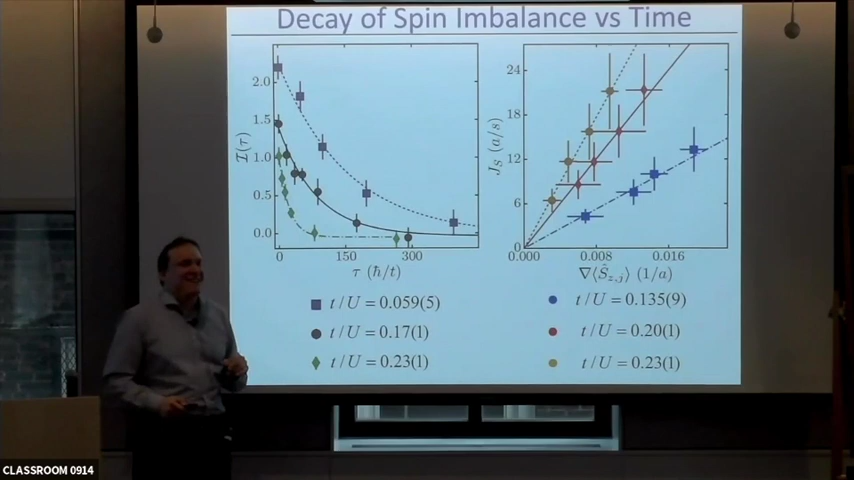 Decay of Spin Imbalance vs Time
2.0
1.5
1.0
0.5
0.0
I(τ)
0
150
300
τ (ħ/t)
t/U = 0.059(5)
t/U = 0.17(1)
t/U = 0.23(1)
24
18
12
6
0
J_S (a/s)
0.000
0.008
0.016
∇⟨Ŝ_{z,j}⟩ (1/a)
t/U = 0.135(9)
t/U = 0.20(1)
t/U = 0.23(1)
CLASSROOM 0914